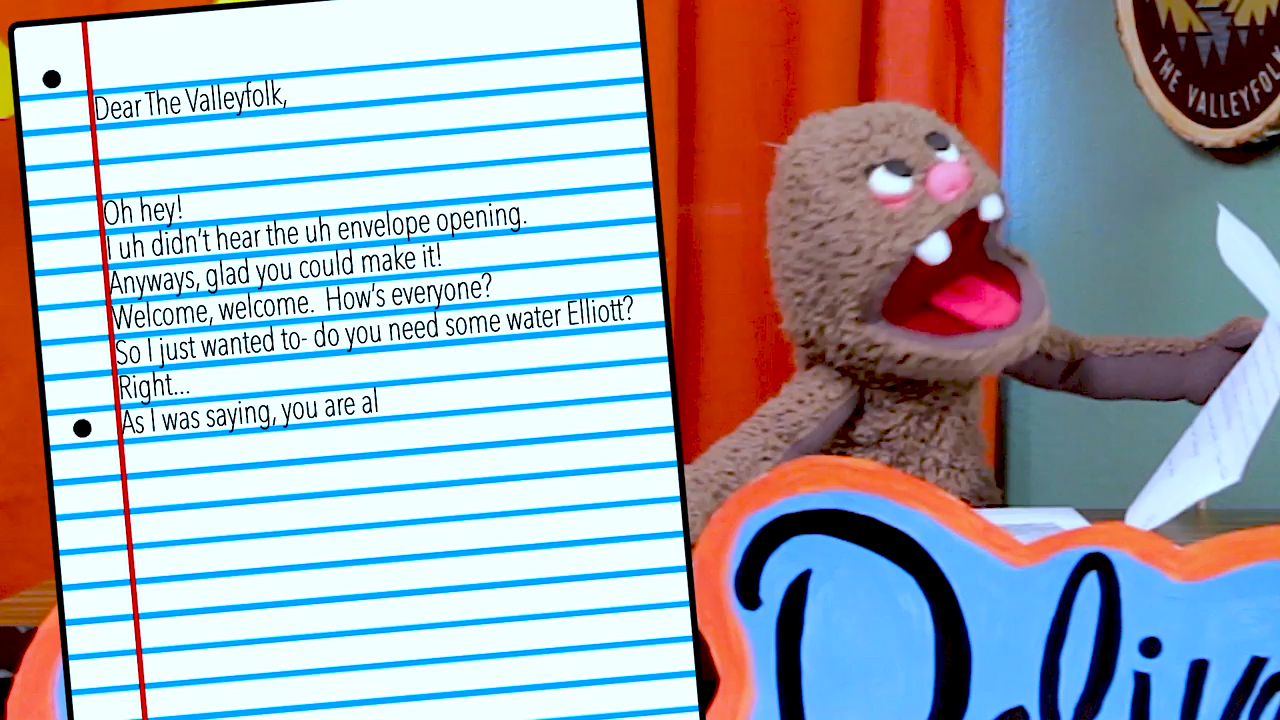 Dear The Valleyfolk,
Oh hey!
I uh didn't hear the uh envelope opening.
Anyways, glad you could make it!
Welcome, welcome. How's everyone?
So I just wanted to- do you need some water Elliott?
Right...
As I was saying, you are al
THE VALLEYFOL
Delive